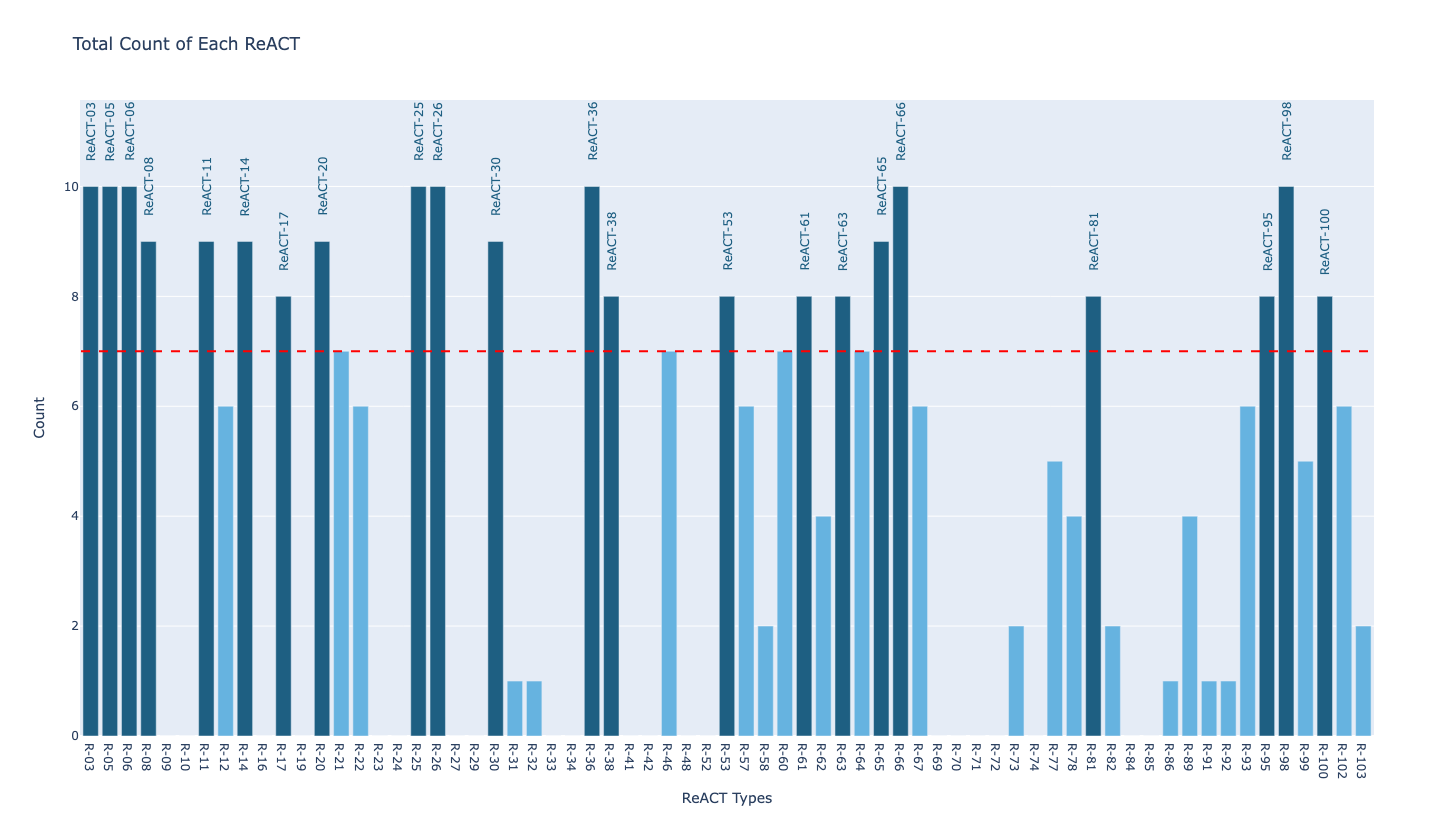 Total Count of Each ReACT
ReACT-03
ReACT-05
ReACT-06
ReACT-08
ReACT-11
ReACT-14
ReACT-17
ReACT-20
ReACT-25
ReACT-26
ReACT-30
ReACT-36
ReACT-38
ReACT-53
ReACT-61
ReACT-63
ReACT-65
ReACT-66
ReACT-81
ReACT-95
ReACT-98
ReACT-100
Count
10
8
6
4
2
0
R-03
R-05
R-06
R-08
R-09
R-10
R-11
R-12
R-14
R-16
R-17
R-20
R-21
R-22
R-23
R-24
R-25
R-26
R-27
R-29
R-30
R-31
R-32
R-33
R-34
R-36
R-38
R-41
R-42
R-46
R-48
R-52
R-53
R-57
R-58
R-60
R-61
R-62
R-63
R-64
R-65
R-66
R-67
R-69
R-70
R-71
R-72
R-73
R-74
R-77
R-78
R-81
R-82
R-84
R-85
R-86
R-89
R-91
R-92
R-93
R-95
R-98
R-99
R-100
R-102
R-103
ReACT Types